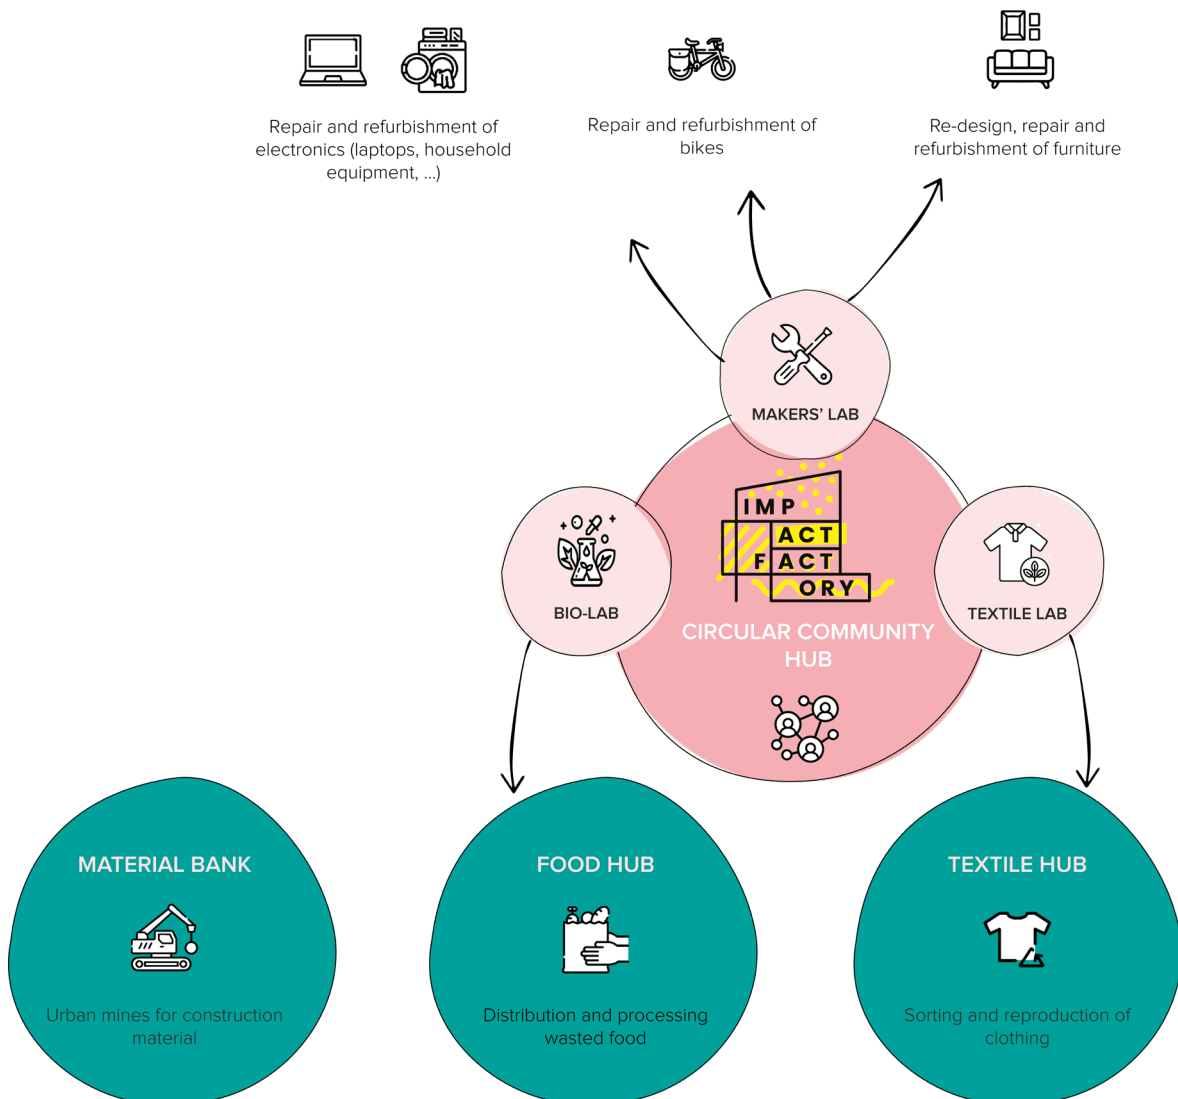 Repair and refurbishment of
electronics (laptops, household
equipment, ...)
Repair and refurbishment of
bikes
Re-design, repair and
refurbishment of furniture
MAKERS' LAB
IMP
ACT
FACT
ORY
BIO-LAB
TEXTILE LAB
CIRCULAR COMMUNITY
HUB
MATERIAL BANK
Urban mines for construction
material
FOOD HUB
Distribution and processing
wasted food
TEXTILE HUB
Sorting and reproduction of
clothing